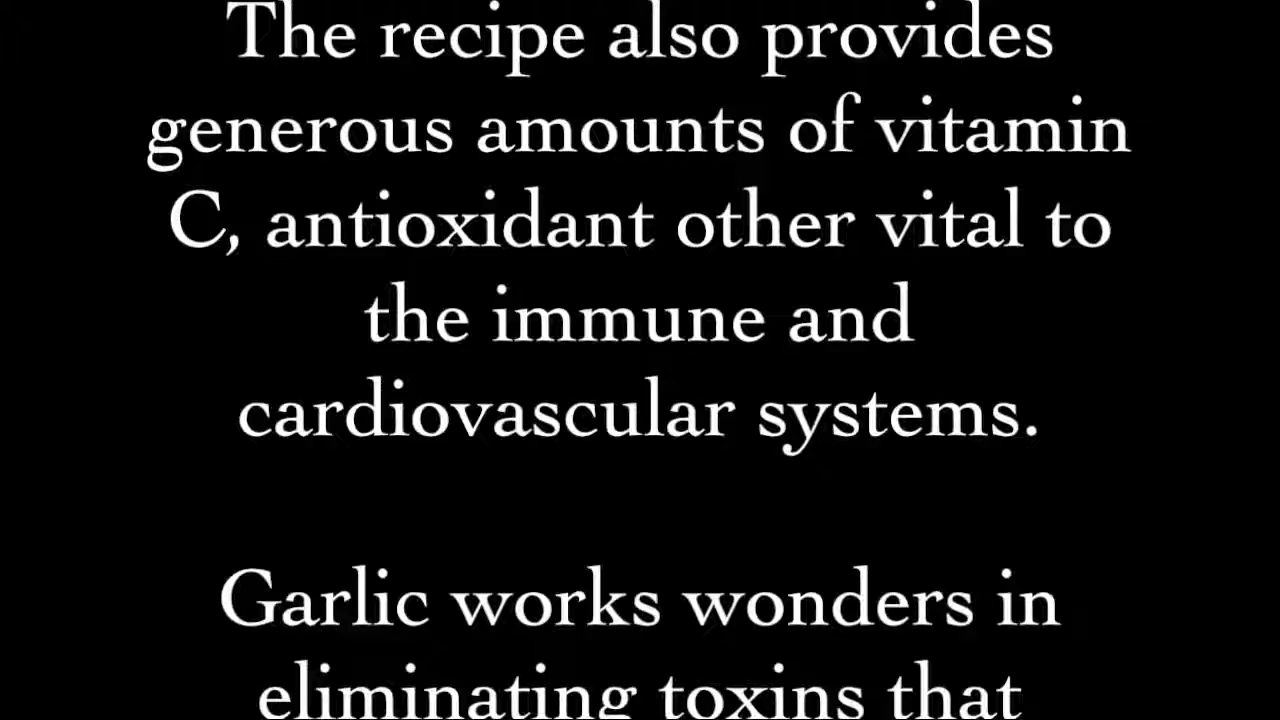 The recipe also provides
generous amounts of vitamin
C, antioxidant other vital to
the immune and
cardiovascular systems.
Garlic works wonders in
eliminating toxins that